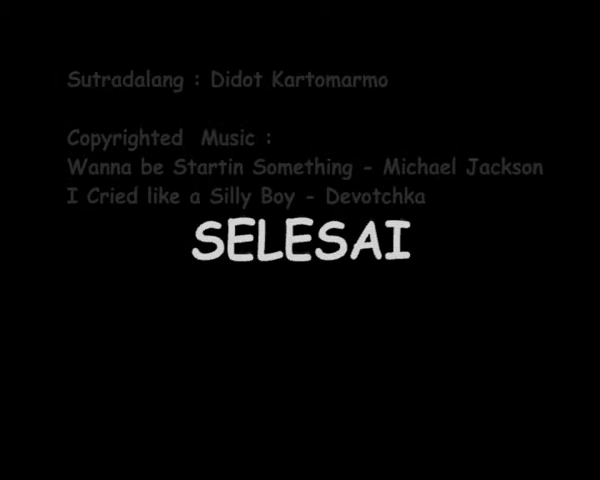 Sutradalang : Didot Kartomarmo
Copyrighted Music :
Wanna be Startin Something - Michael Jackson
I Cried like a Silly Boy - Devotchka
SELESAI